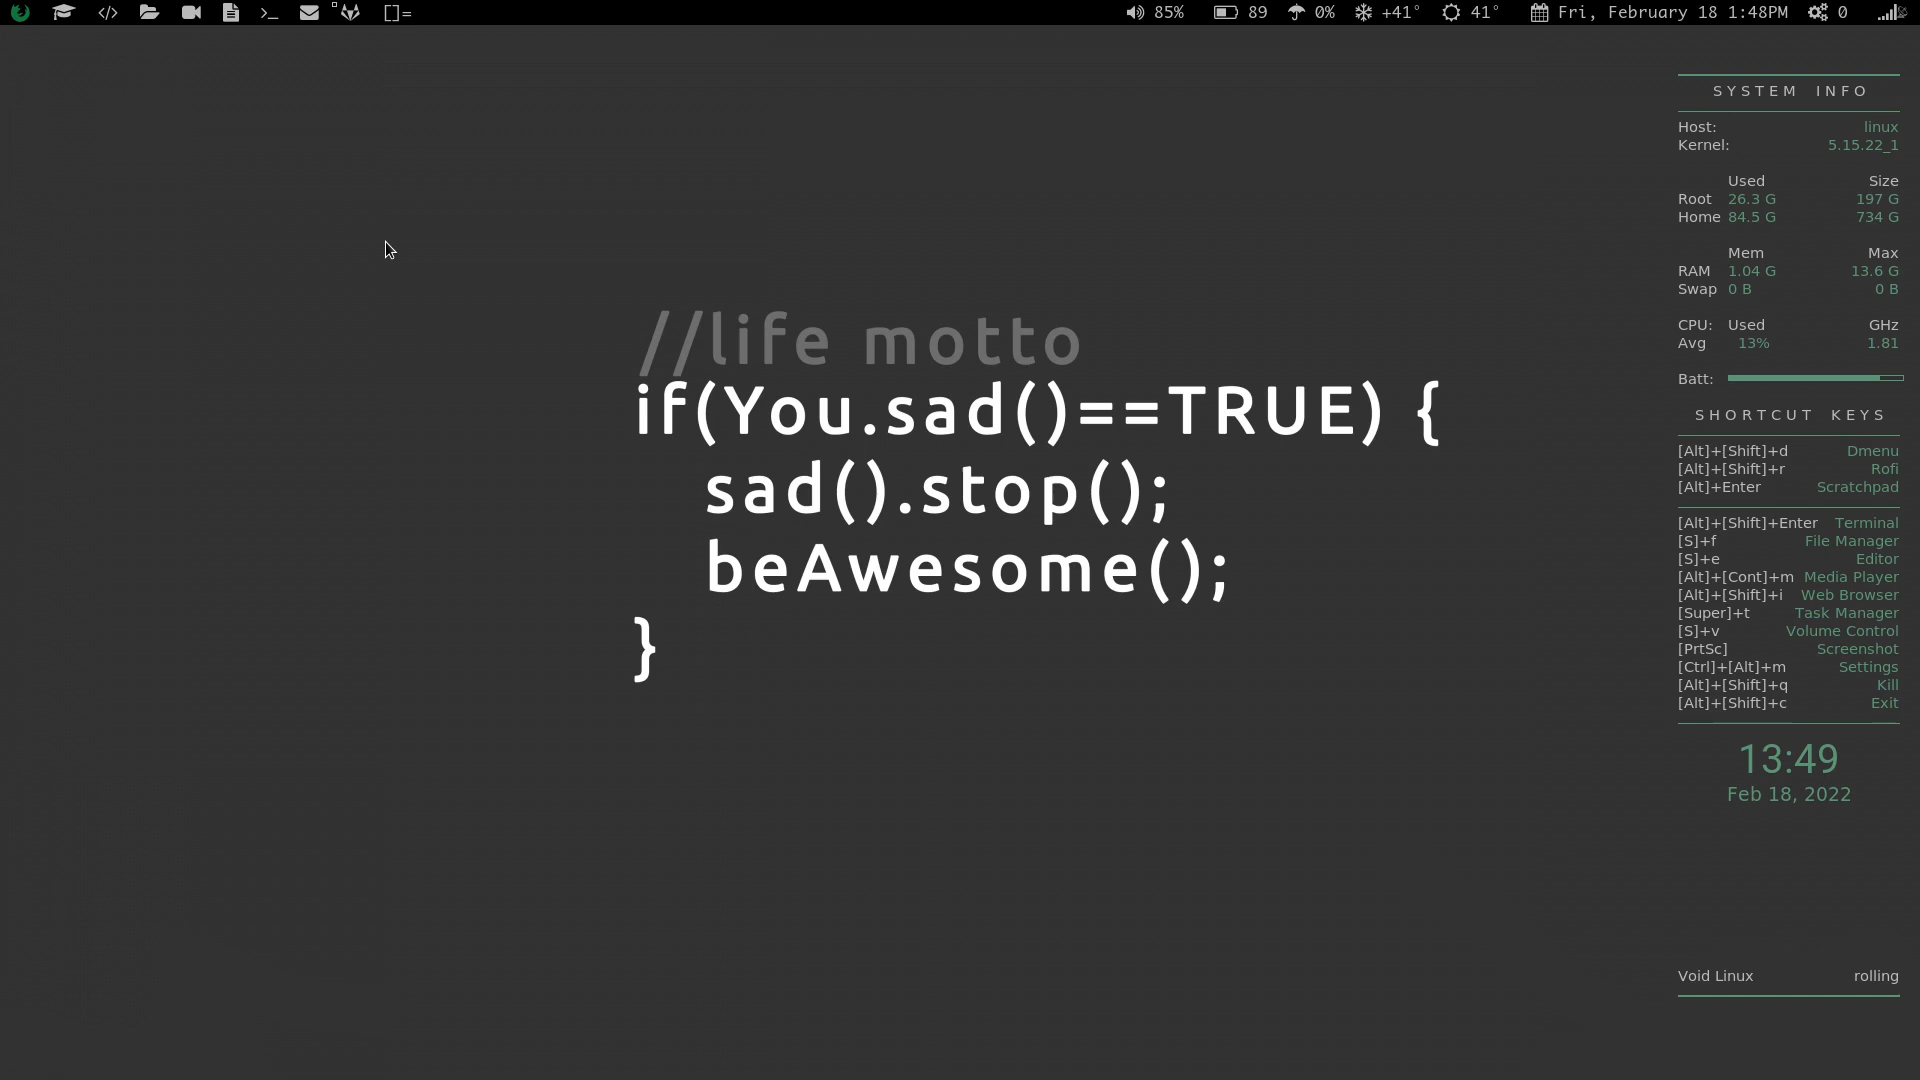 []= 85% 89 0% +41° 41° Fri, February 18 1:48PM 0
//life motto
if(You.sad()==TRUE) {
sad().stop();
beAwesome();
}
SYSTEM INFO
Host: linux
Kernel: 5.15.22_1
Used Size
Root 26.3 G 197 G
Home 84.5 G 734 G
Mem Max
RAM 1.04 G 13.6 G
Swap 0 B 0 B
CPU: Used GHz
Avg 13% 1.81
Batt:
SHORTCUT KEYS
[Alt]+[Shift]+d Dmenu
[Alt]+[Shift]+r Rofi
[Alt]+Enter Scratchpad
[Alt]+[Shift]+Enter Terminal
[S]+f File Manager
[S]+e Editor
[Alt]+[Cont]+m Media Player
[Alt]+[Shift]+i Web Browser
[Super]+t Task Manager
[S]+v Volume Control
[PrtSc] Screenshot
[Ctrl]+[Alt]+m Settings
[Alt]+[Shift]+q Kill
[Alt]+[Shift]+c Exit
13:49
Feb 18, 2022
Void Linux rolling